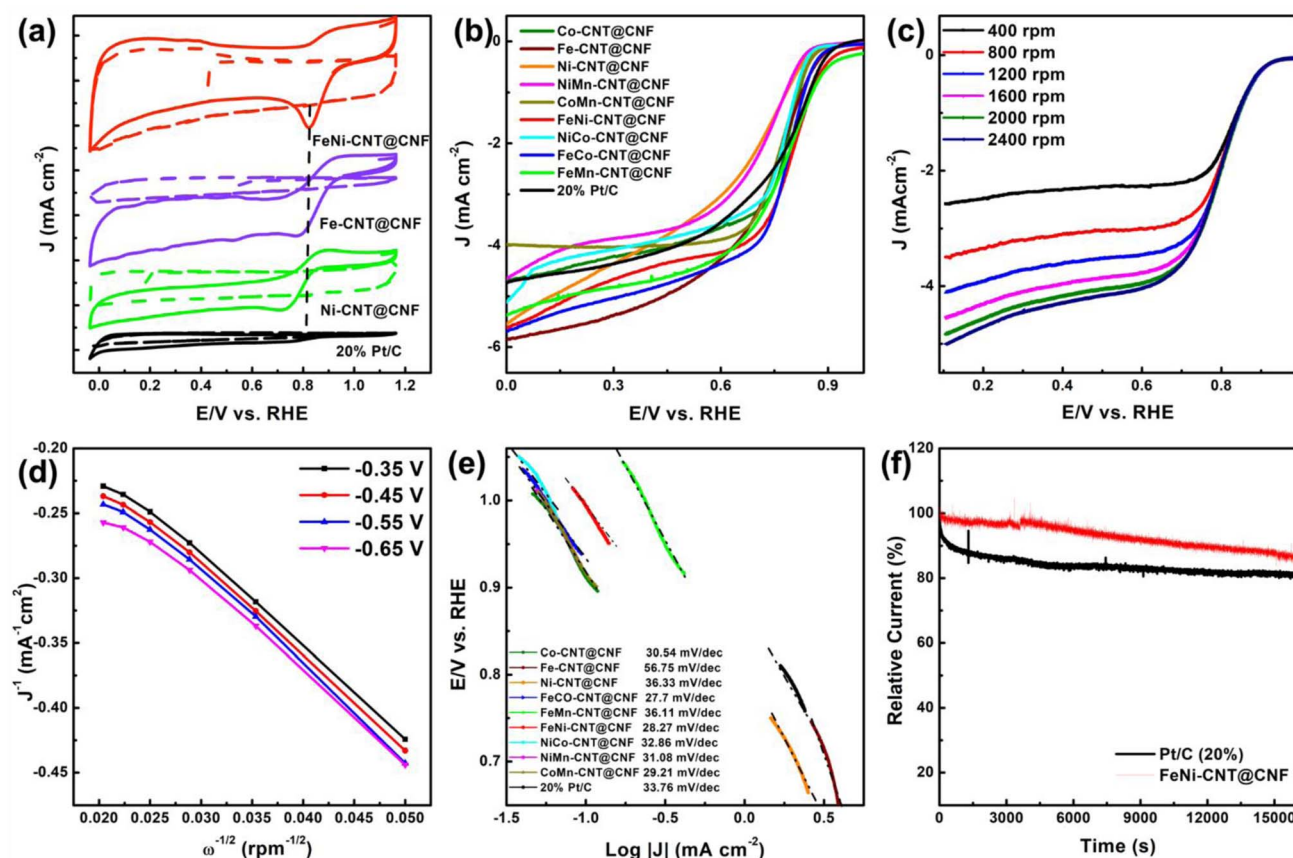 (a)
J (mA cm-2)
FeNi-CNT@CNF
Fe-CNT@CNF
Ni-CNT@CNF
20% Pt/C
0.0 0.2 0.4 0.6 0.8 1.0 1.2
E/V vs. RHE
(b)
Co-CNT@CNF
Fe-CNT@CNF
Ni-CNT@CNF
NiMn-CNT@CNF
CoMn-CNT@CNF
FeNi-CNT@CNF
NiCo-CNT@CNF
FeCo-CNT@CNF
FeMn-CNT@CNF
20% Pt/C
J (mA cm-2)
0
-2
-4
-6
0.0 0.3 0.6 0.9
E/V vs. RHE
(c)
400 rpm
800 rpm
1200 rpm
1600 rpm
2000 rpm
2400 rpm
J (mAcm-2)
0
-2
-4
0.2 0.4 0.6 0.8
E/V vs. RHE
(d)
-0.35 V
-0.45 V
-0.55 V
-0.65 V
J-1 (mA-1cm2)
-0.20
-0.25
-0.30
-0.35
-0.40
-0.45
0.020 0.025 0.030 0.035 0.040 0.045 0.050
ω-1/2 (rpm-1/2)
(e)
E/V vs. RHE
1.0
0.9
0.8
0.7
Co-CNT@CNF 30.54 mV/dec
Fe-CNT@CNF 56.75 mV/dec
Ni-CNT@CNF 36.33 mV/dec
FeCO-CNT@CNF 27.7 mV/dec
FeMn-CNT@CNF 36.11 mV/dec
FeNi-CNT@CNF 28.27 mV/dec
NiCo-CNT@CNF 32.86 mV/dec
NiMn-CNT@CNF 31.08 mV/dec
CoMn-CNT@CNF 29.21 mV/dec
20% Pt/C 33.76 mV/dec
-1.5 -1.0 -0.5 0.0 0.5
Log |J| (mA cm-2)
(f)
Relative Current (%)
120
100
80
60
40
20
Pt/C (20%)
FeNi-CNT@CNF
0 3000 6000 9000 12000 15000
Time (s)